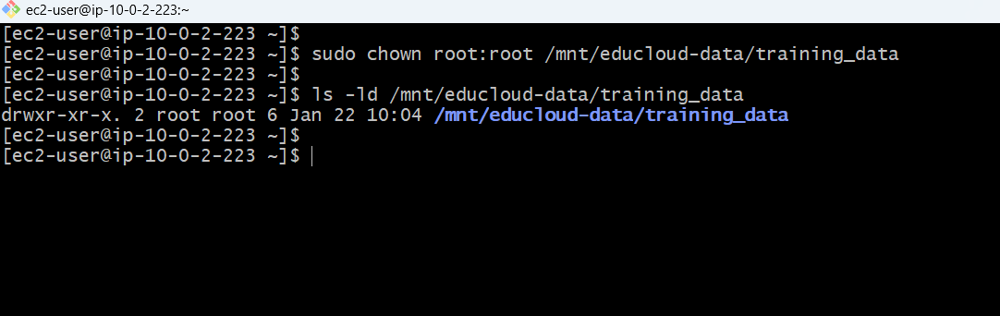 ec2-user@ip-10-0-2-223:~
[ec2-user@ip-10-0-2-223 ~]$
[ec2-user@ip-10-0-2-223 ~]$ sudo chown root:root /mnt/educloud-data/training_data
[ec2-user@ip-10-0-2-223 ~]$
[ec2-user@ip-10-0-2-223 ~]$ ls -ld /mnt/educloud-data/training_data
drwxr-xr-x. 2 root root 6 Jan 22 10:04 /mnt/educloud-data/training_data
[ec2-user@ip-10-0-2-223 ~]$
[ec2-user@ip-10-0-2-223 ~]$